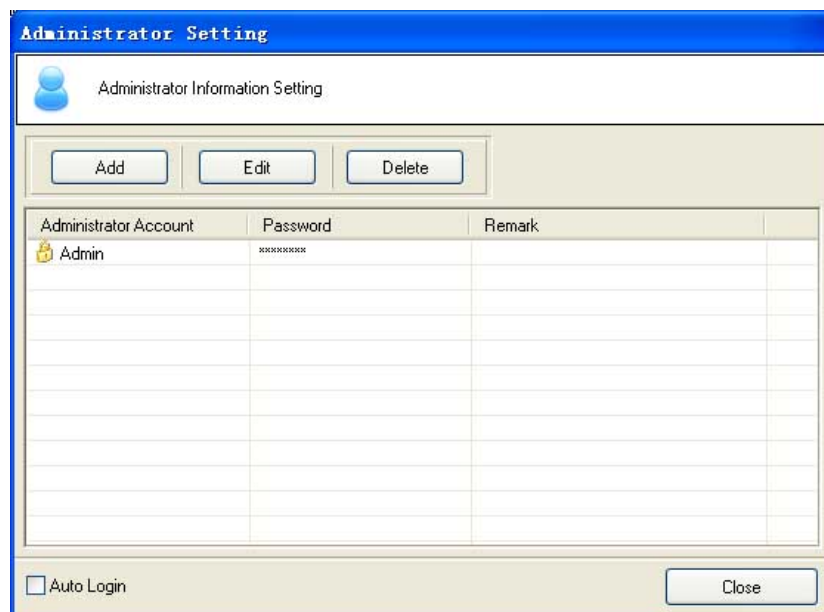 Administrator Setting
Administrator Information Setting
Add Edit Delete
Administrator Account Password Remark
Admin ********
Auto Login Close